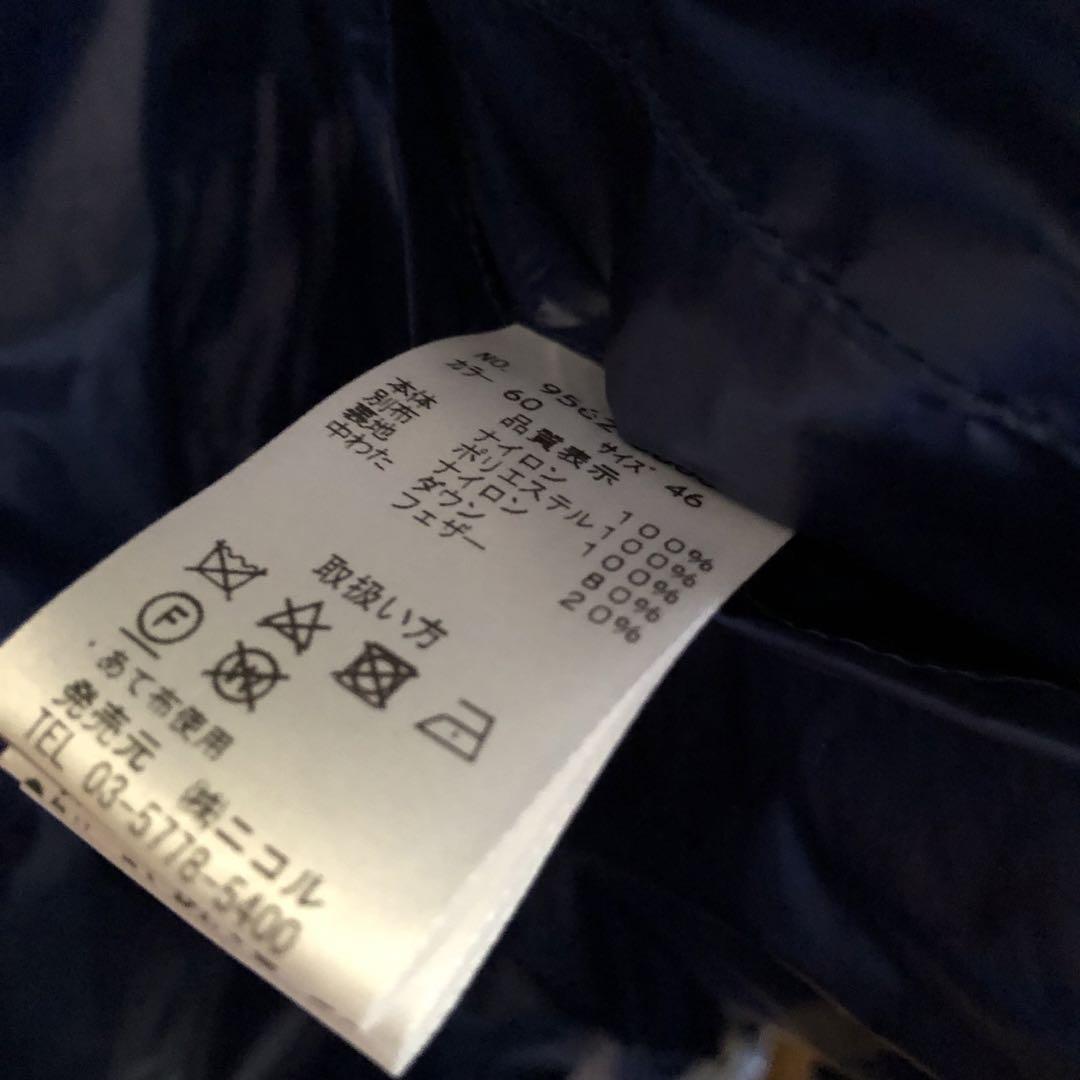 NO. 9562
カラー 60 サイズ 46
品質表示
本体 ナイロン 100%
別布 ポリエステル 100%
裏地 ナイロン 100%
中わた ダウン 80%
フェザー 20%
取扱い方
F
W
・あて布使用
発売元 ㈱ニコル
TEL 03-5778-5400